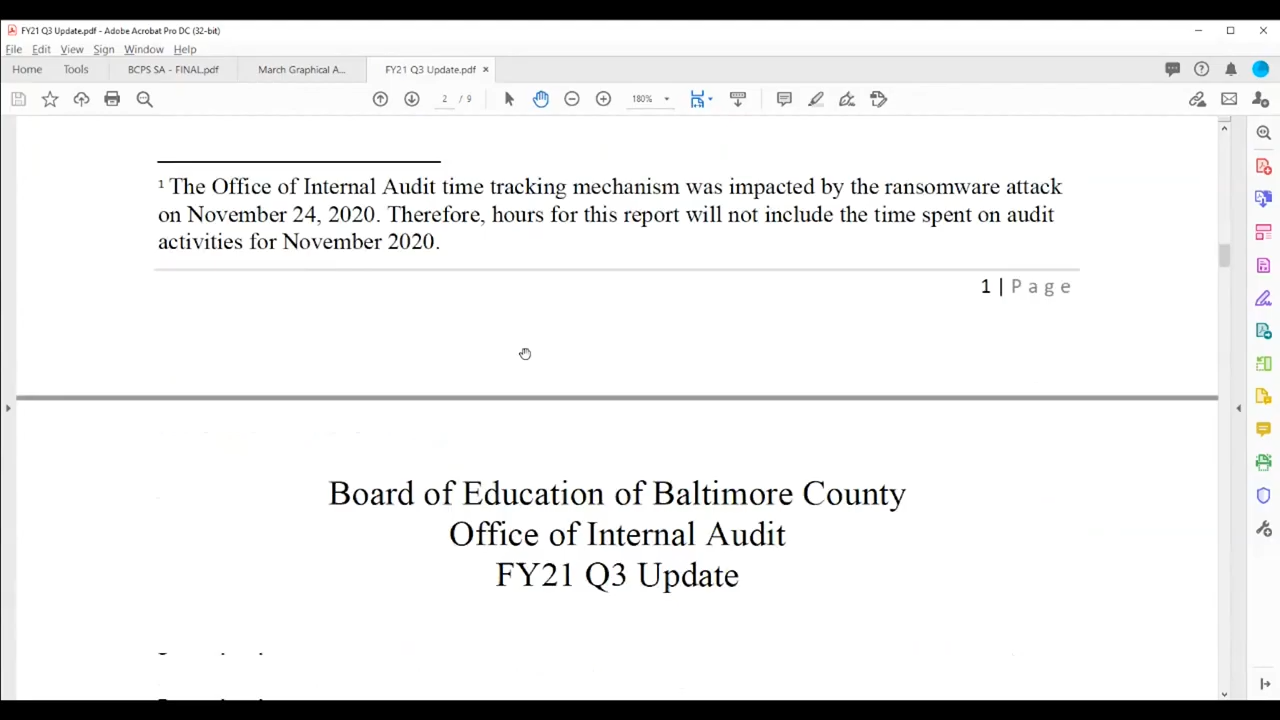 FY21 Q3 Update.pdf - Adobe Acrobat Pro DC (32-bit)
File Edit View Sign Window Help
Home Tools BCPS SA - FINAL.pdf March Graphical A... FY21 Q3 Update.pdf ×
2 / 9 180%
1 The Office of Internal Audit time tracking mechanism was impacted by the ransomware attack
on November 24, 2020. Therefore, hours for this report will not include the time spent on audit
activities for November 2020.
1 | Page
Board of Education of Baltimore County
Office of Internal Audit
FY21 Q3 Update